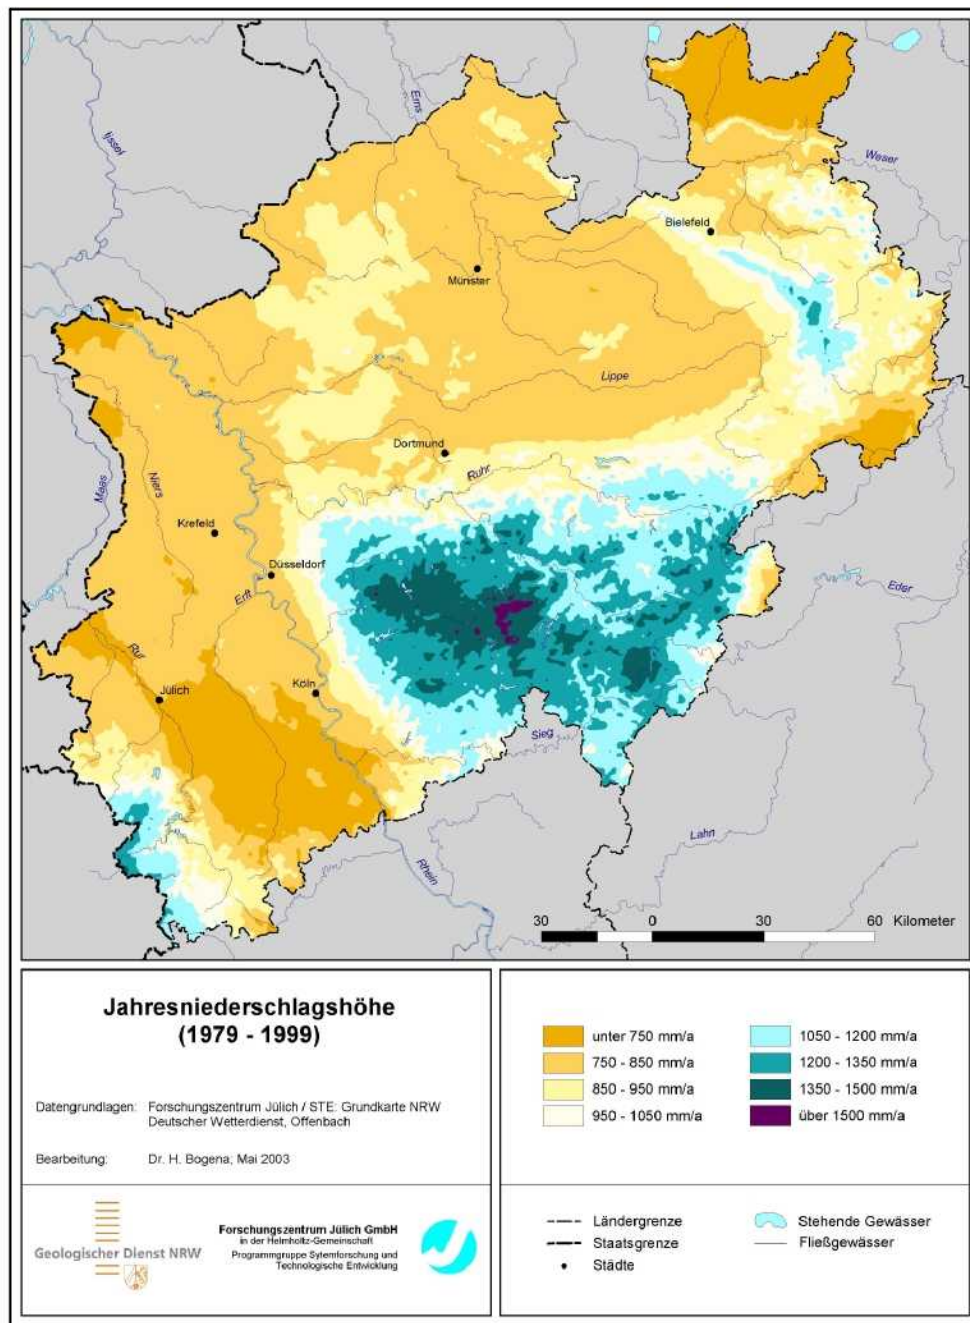 Ijssel
Ems
Weser
Bielefeld
Münster
Lippe
Dortmund
Ruhr
Maas
Niers
Krefeld
Düsseldorf
Erft
Eder
Rur
Jülich
Köln
Sieg
Lahn
Rhein
30 0 30 60 Kilometer
Jahresniederschlagshöhe
(1979 - 1999)
Datengrundlagen: Forschungszentrum Jülich / STE: Grundkarte NRW
Deutscher Wetterdienst, Offenbach
Bearbeitung: Dr. H. Bogena; Mai 2003
Geologischer Dienst NRW
Forschungszentrum Jülich GmbH
in der Helmholtz-Gemeinschaft
Programmgruppe Sytemforschung und
Technologische Entwicklung
unter 750 mm/a
750 - 850 mm/a
850 - 950 mm/a
950 - 1050 mm/a
1050 - 1200 mm/a
1200 - 1350 mm/a
1350 - 1500 mm/a
über 1500 mm/a
Ländergrenze
Staatsgrenze
Städte
Stehende Gewässer
Fließgewässer